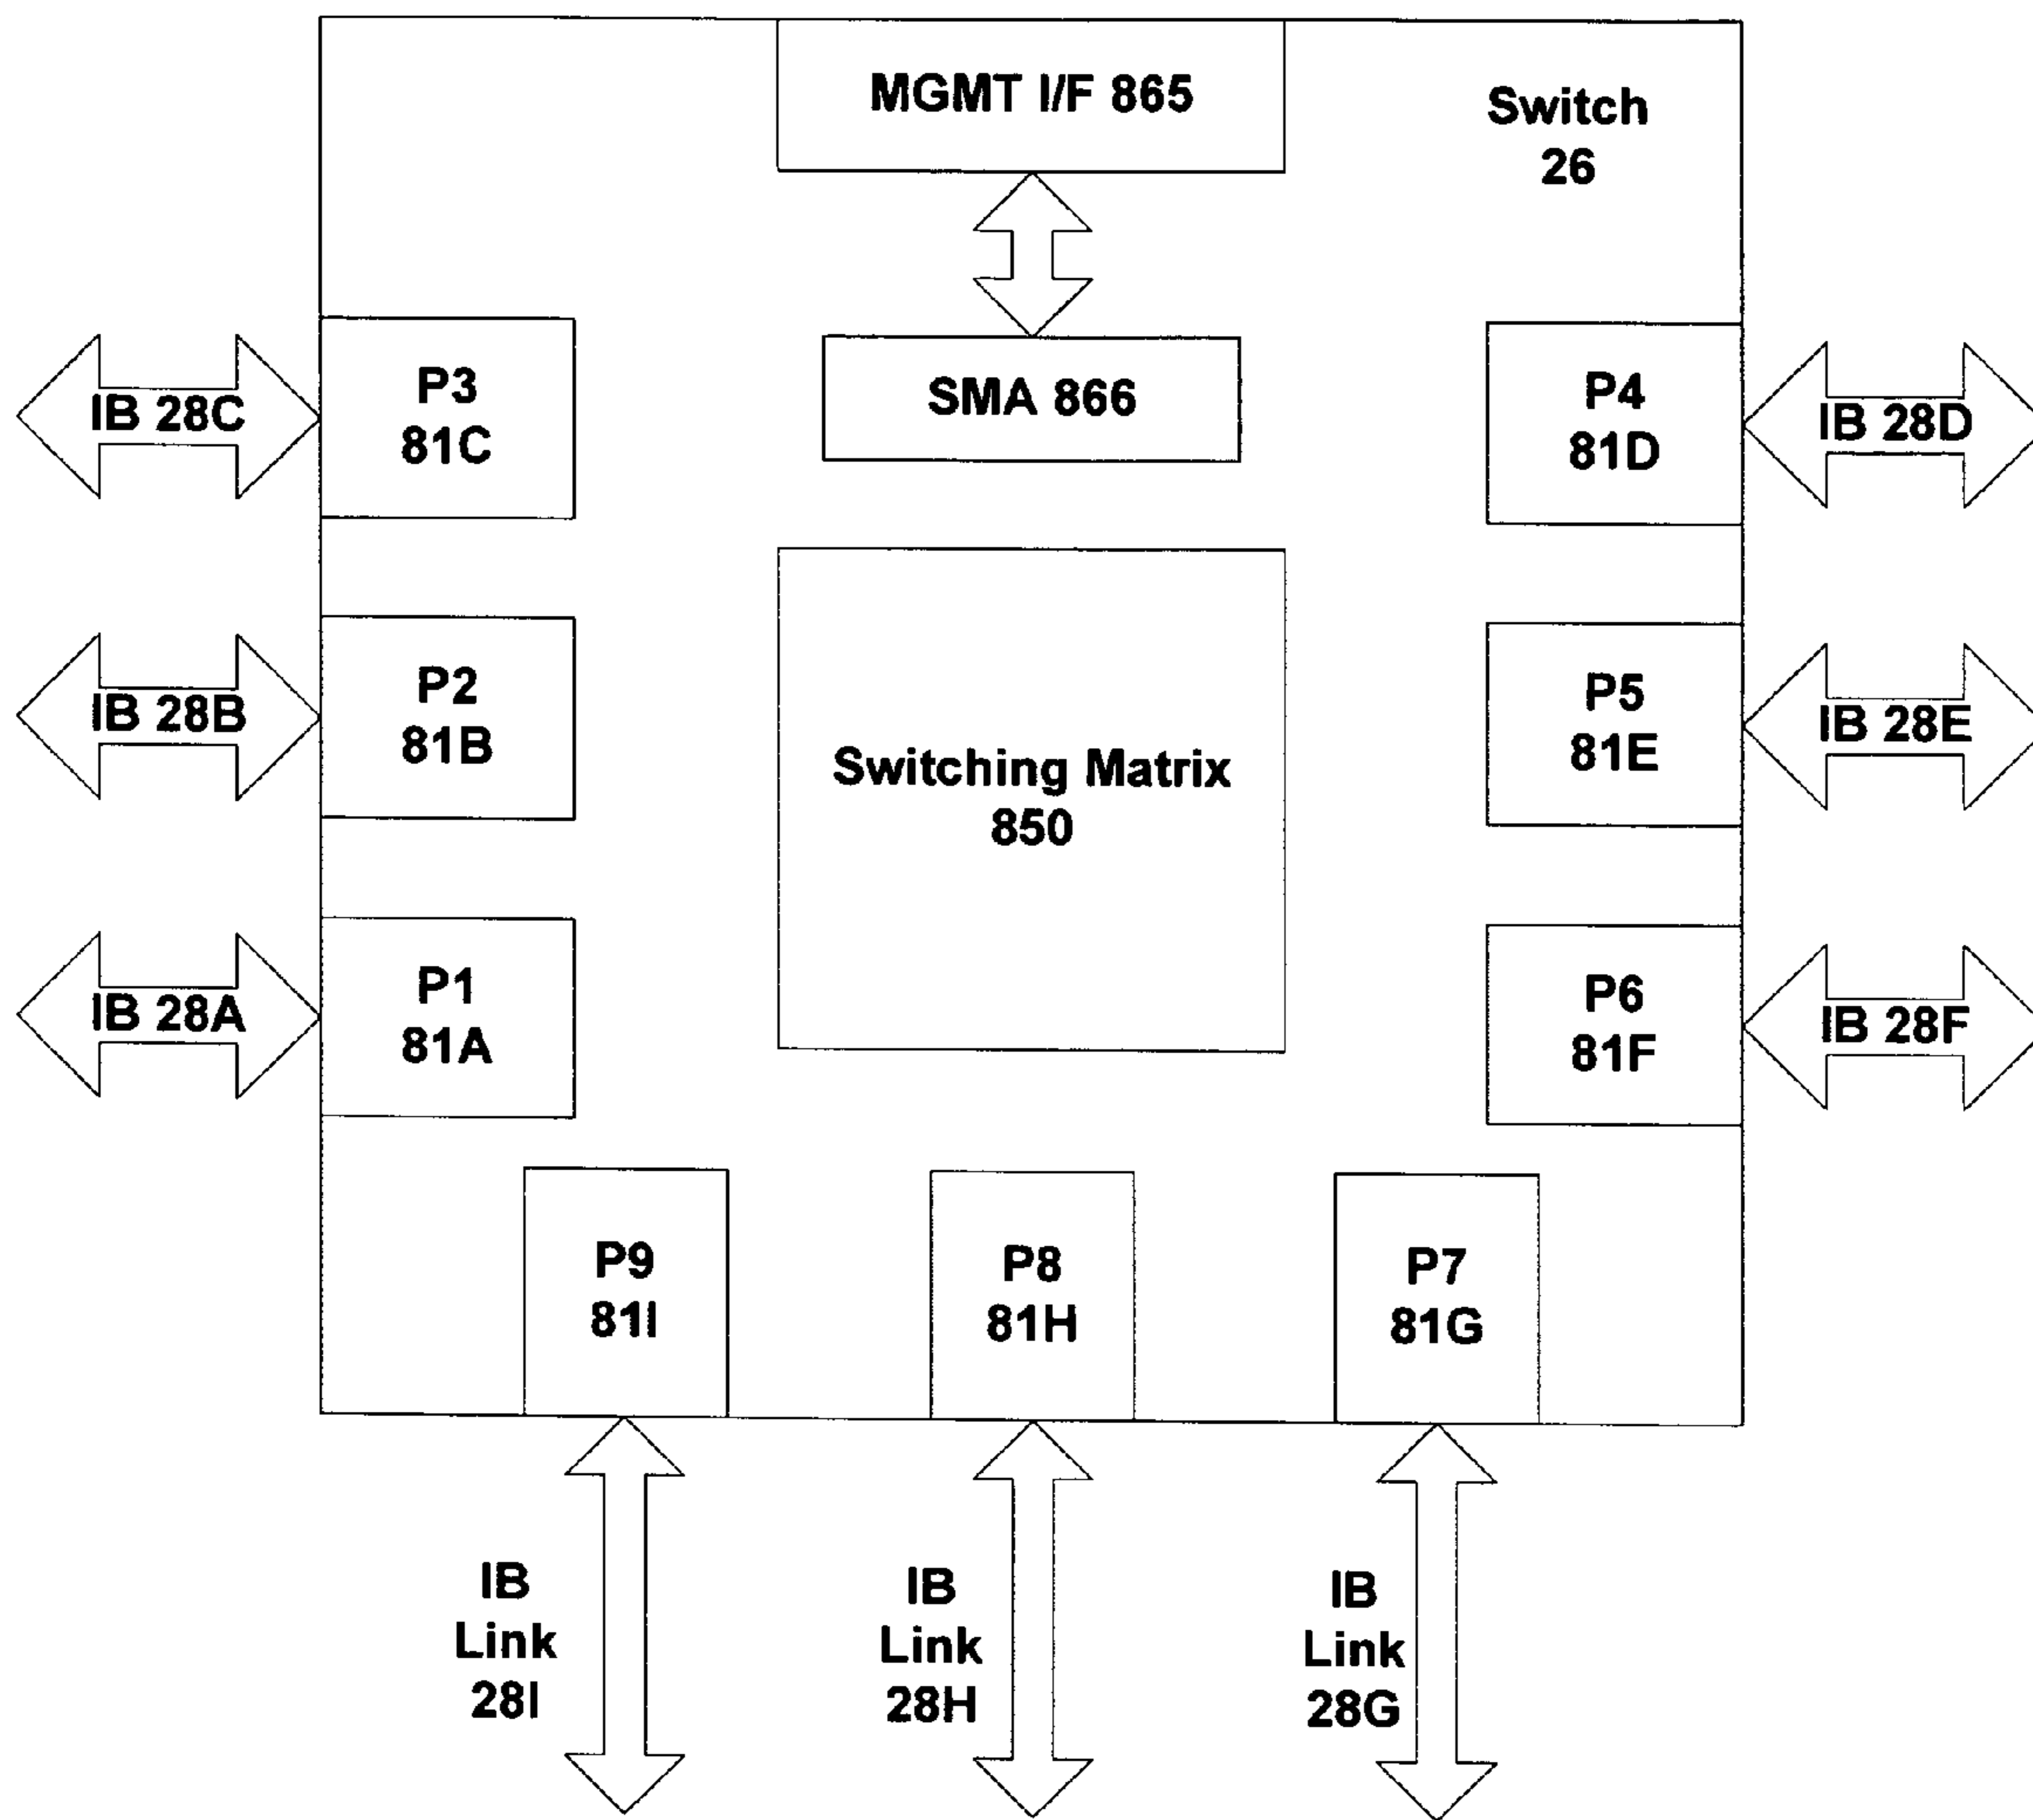 MGMT I/F 865
Switch
26
SMA 866
IB 28C
P3
81C
P4
81D
IB 28D
IB 28B
P2
81B
Switching Matrix
850
P5
81E
IB 28E
IB 28A
P1
81A
P6
81F
IB 28F
P9
81I
P8
81H
P7
81G
IB
Link
28I
IB
Link
28H
IB
Link
28G